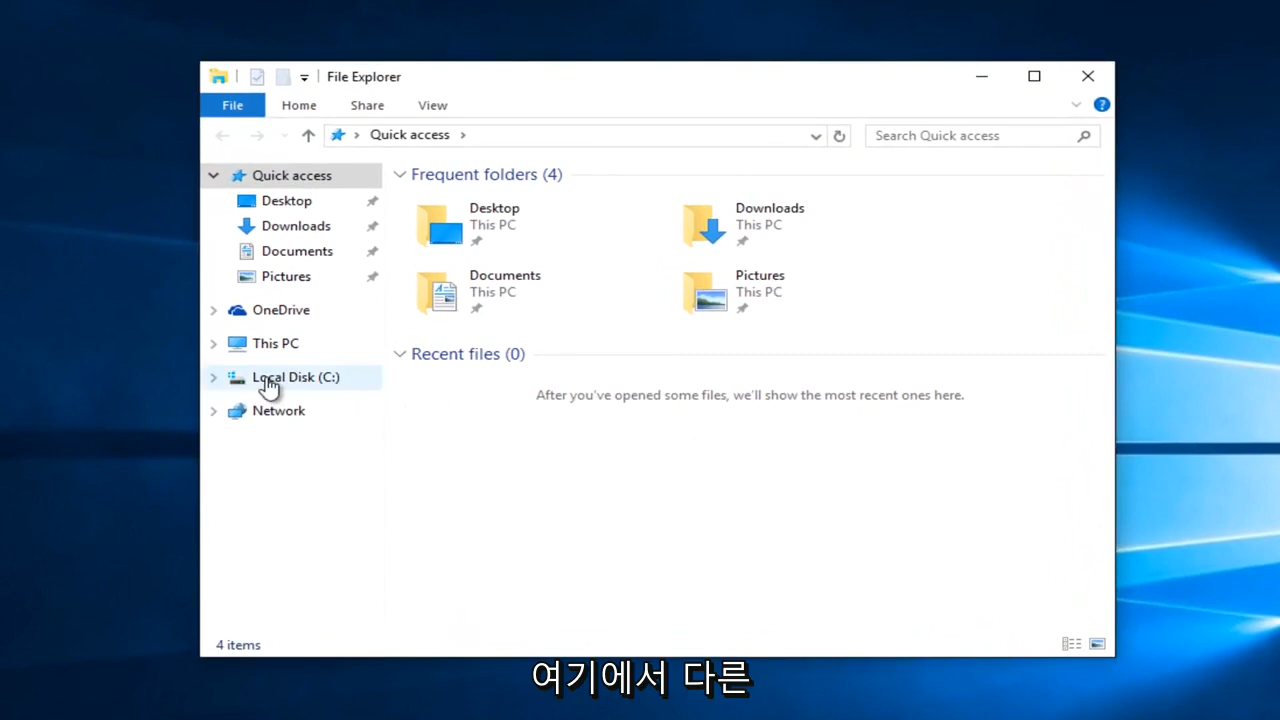 File Explorer
File Home Share View
Quick access
Search Quick access
Quick access
Desktop
Downloads
Documents
Pictures
OneDrive
This PC
Local Disk (C:)
Network
Frequent folders (4)
Desktop
This PC
Downloads
This PC
Documents
This PC
Pictures
This PC
Recent files (0)
After you've opened some files, we'll show the most recent ones here.
4 items
여기에서 다른